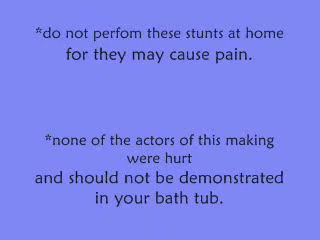 *do not perfom these stunts at home
for they may cause pain.
*none of the actors of this making
were hurt
and should not be demonstrated
in your bath tub.